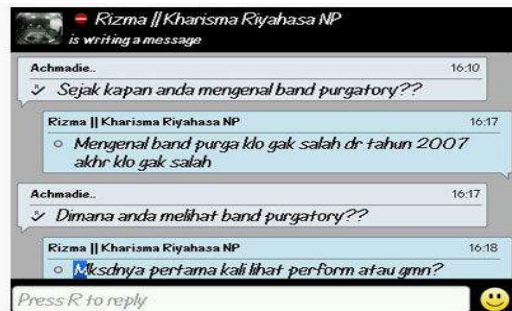 Rizma || Kharisma Riyahasa NP
is writing a message
Achmadie.. 16:10
Sejak kapan anda mengenal band purgatory??
Rizma || Kharisma Riyahasa NP 16:17
Mengenal band purga klo gak salah dr tahun 2007
akhr klo gak salah
Achmadie.. 16:17
Dimana anda melihat band purgatory??
Rizma || Kharisma Riyahasa NP 16:18
Mksdnya pertama kali lihat perform atau gmn?
Press R to reply